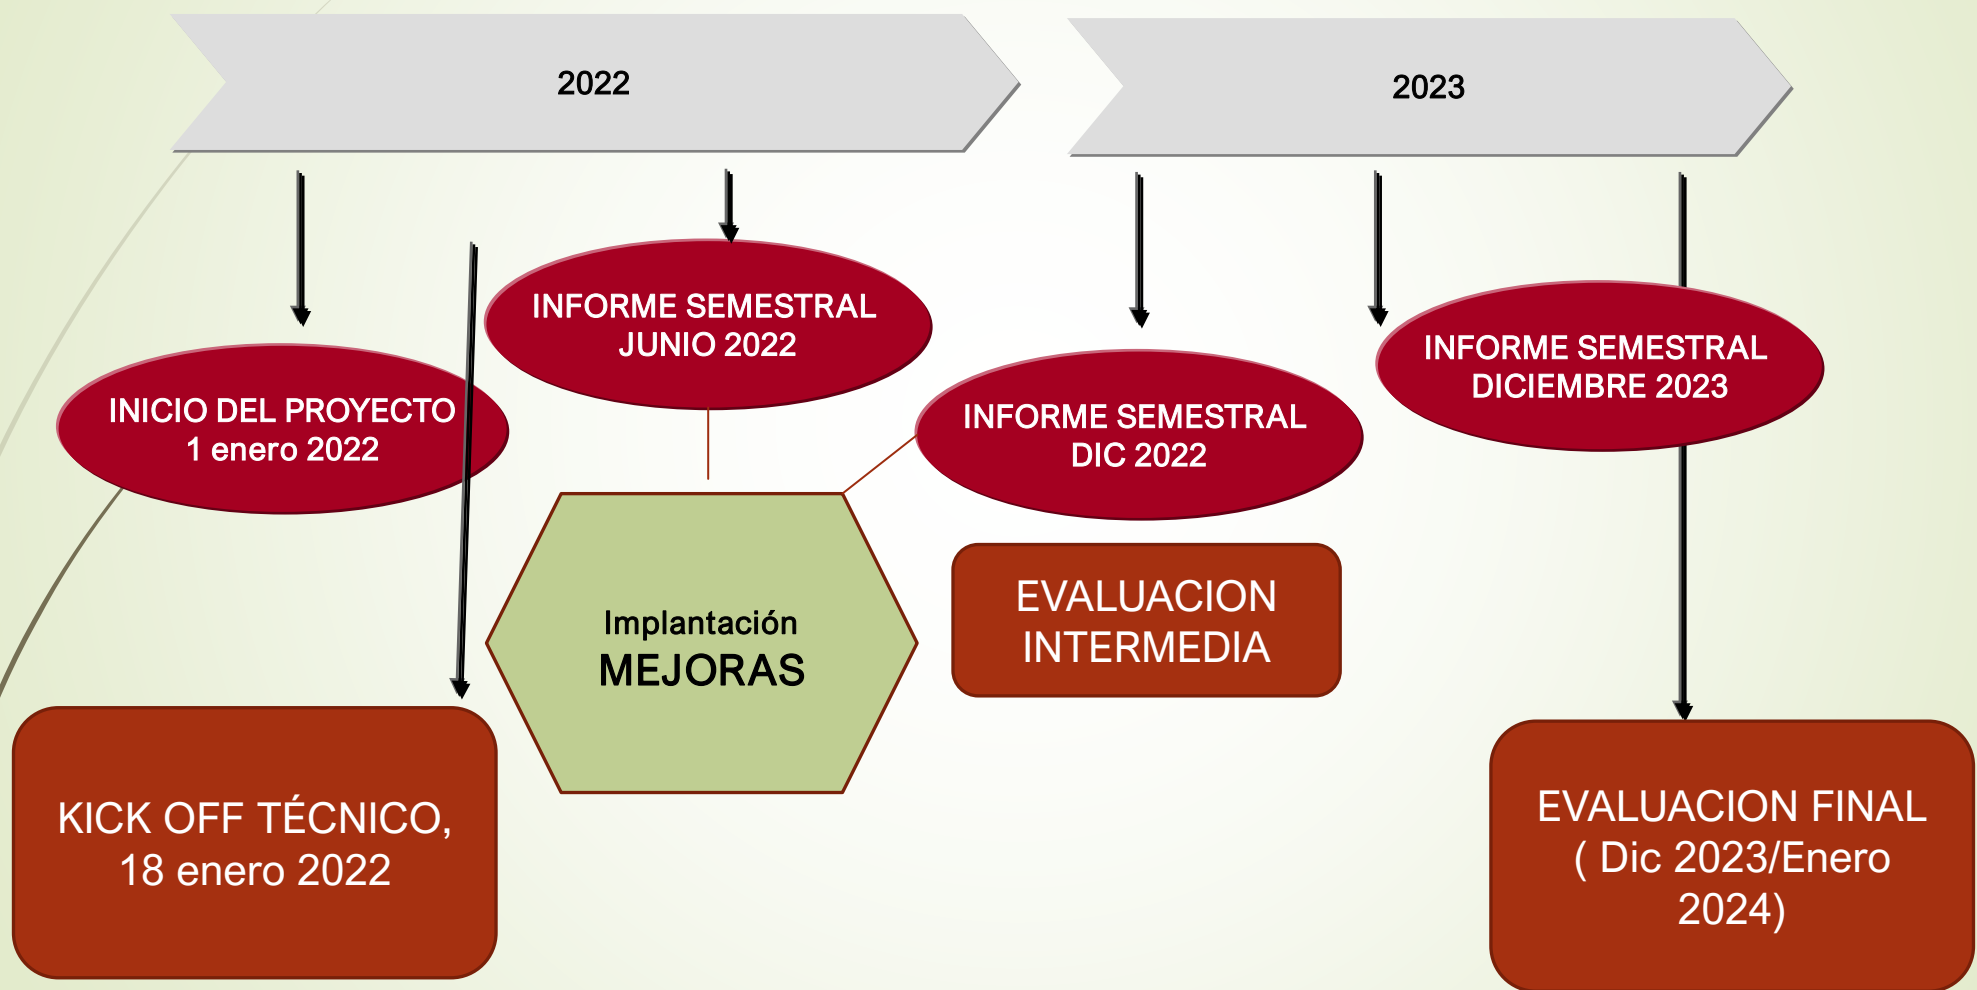 2022
2023
INICIO DEL PROYECTO
1 enero 2022
INFORME SEMESTRAL
JUNIO 2022
INFORME SEMESTRAL
DIC 2022
INFORME SEMESTRAL
DICIEMBRE 2023
Implantación
MEJORAS
EVALUACION
INTERMEDIA
KICK OFF TÉCNICO,
18 enero 2022
EVALUACION FINAL
( Dic 2023/Enero
2024)